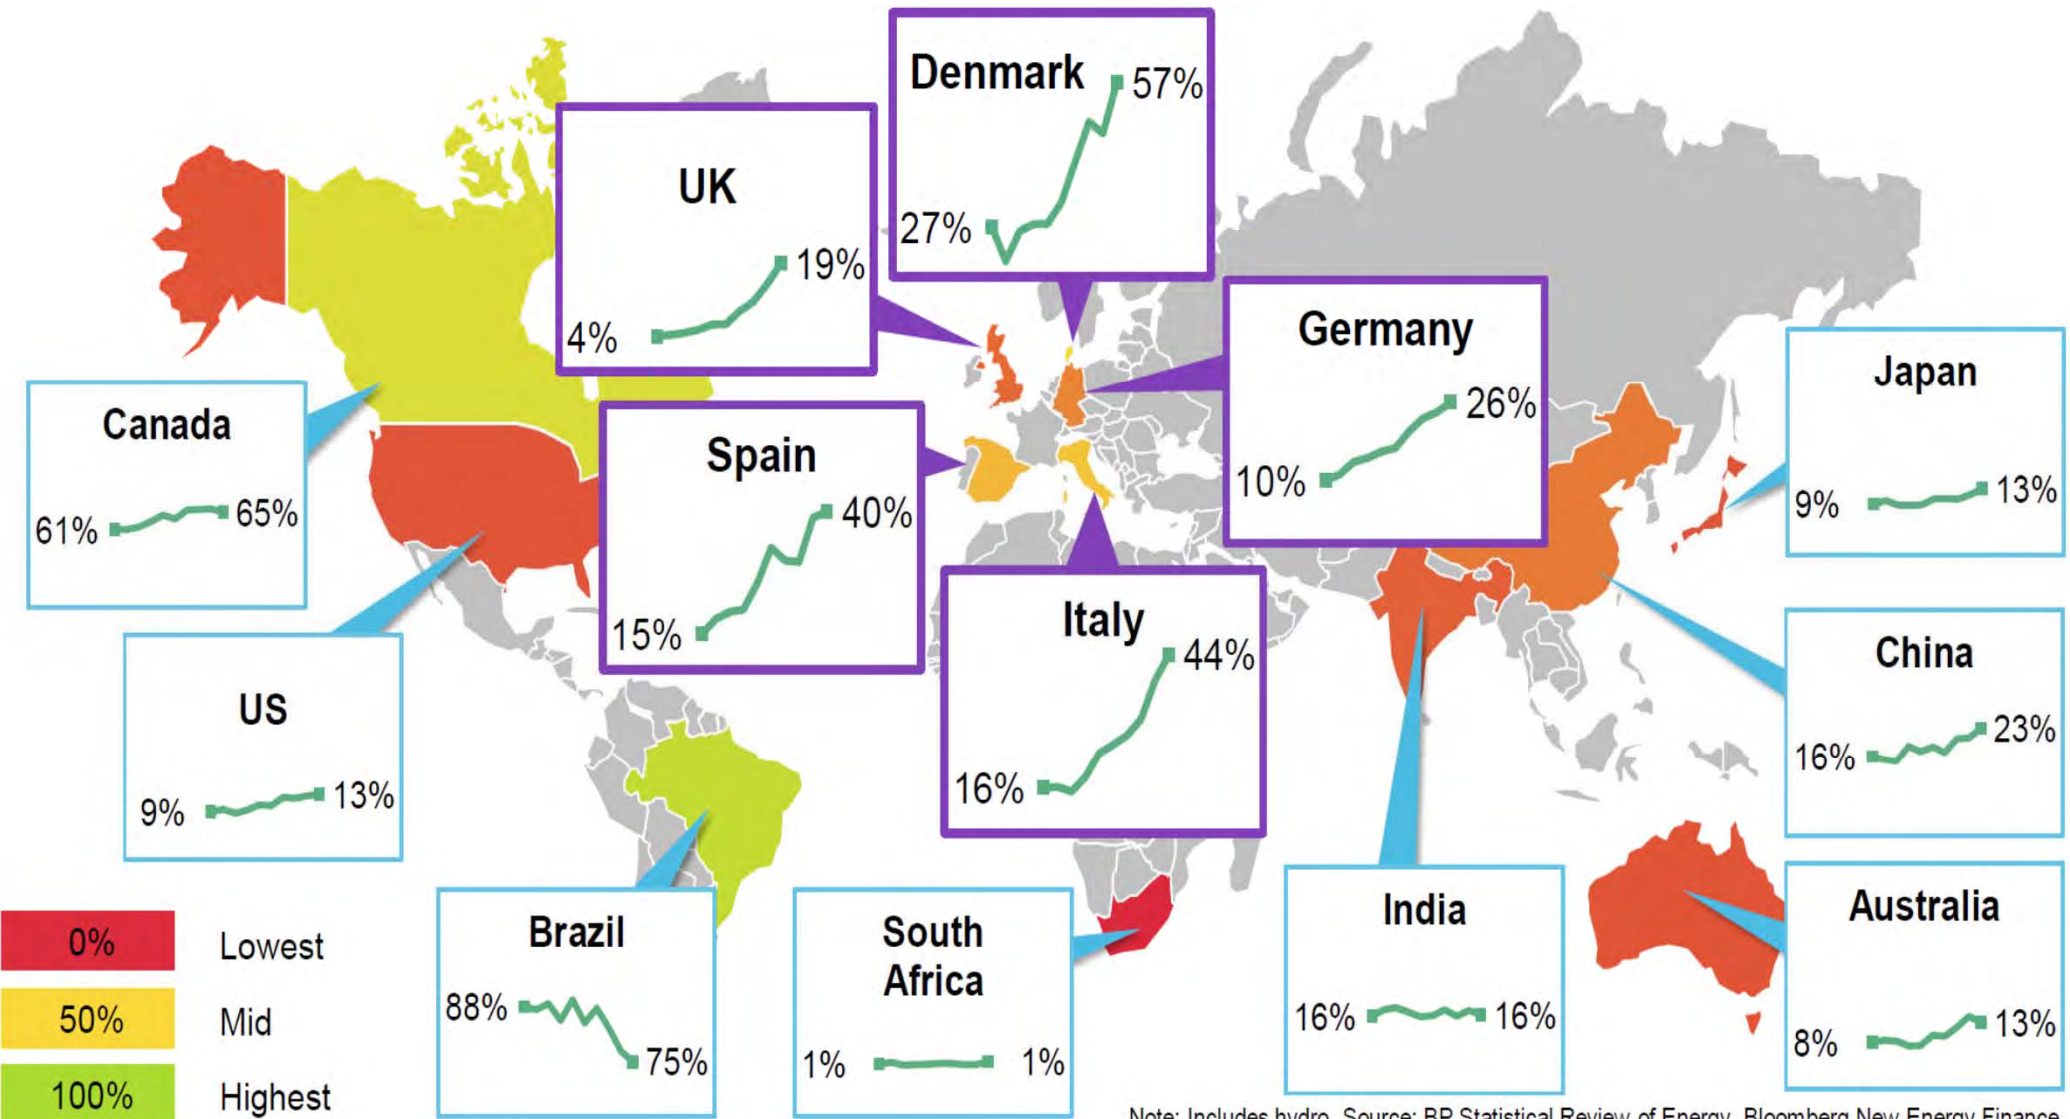 Denmark
57%
27%
UK
19%
4%
Germany
26%
10%
Japan
9%
13%
Canada
61%
65%
Spain
40%
15%
Italy
44%
16%
China
16%
23%
US
9%
13%
Brazil
88%
75%
South
Africa
1%
1%
India
16%
16%
Australia
8%
13%
0%
Lowest
50%
Mid
100%
Highest
Note: Includes hydro. Source: BP Statistical Review of Energy, Bloomberg New Energy Finance